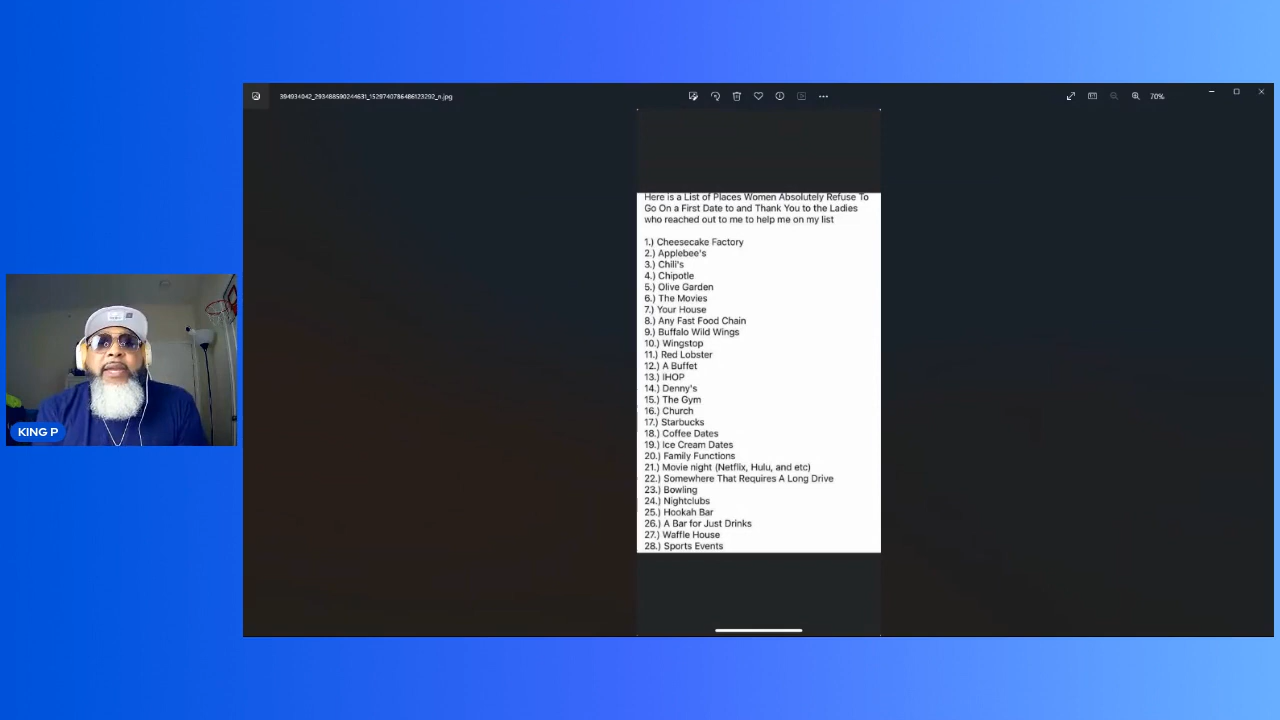 70%
Here is a List of Places Women Absolutely Refuse To
Go On a First Date to and Thank You to the Ladies
who reached out to me to help me on my list
1.) Cheesecake Factory
2.) Applebee's
3.) Chili's
4.) Chipotle
5.) Olive Garden
6.) The Movies
7.) Your House
8.) Any Fast Food Chain
9.) Buffalo Wild Wings
10.) Wingstop
11.) Red Lobster
12.) A Buffet
13.) IHOP
14.) Denny's
15.) The Gym
16.) Church
17.) Starbucks
18.) Coffee Dates
19.) Ice Cream Dates
20.) Family Functions
21.) Movie night (Netflix, Hulu, and etc)
22.) Somewhere That Requires A Long Drive
23.) Bowling
24.) Nightclubs
25.) Hookah Bar
26.) A Bar for Just Drinks
27.) Waffle House
28.) Sports Events
KING P